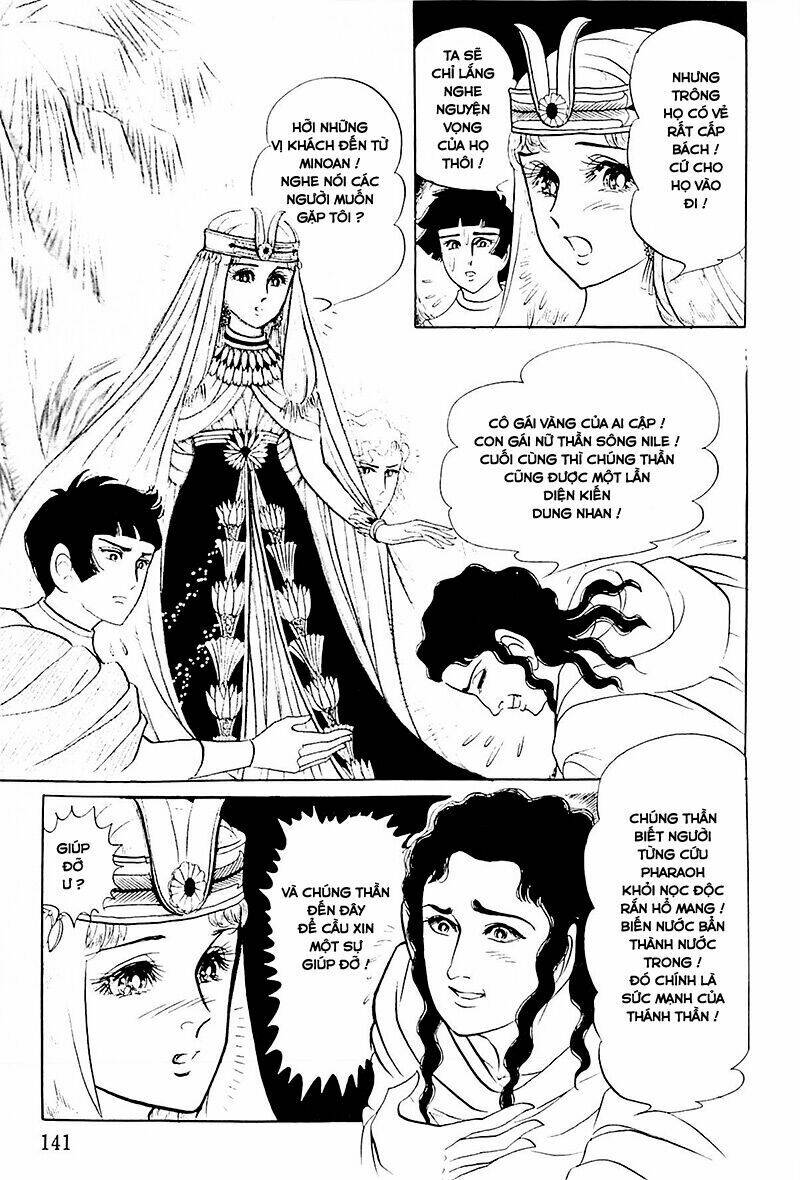 NHƯNG
TRÔNG
HỌ CÓ VẺ
RẤT CẤP
BÁCH !
CỨ CHO
HỌ VÀO
ĐI !
TA SẼ
CHỈ LẮNG
NGHE
NGUYỆN
VỌNG
CỦA HỌ
THÔI !
HỠI NHỮNG
VỊ KHÁCH ĐẾN TỪ
MINOAN !
NGHE NÓI CÁC
NGƯỜI MUỐN
GẶP TÔI ?
CÔ GÁI VÀNG CỦA AI CẬP !
CON GÁI NỮ THẦN SÔNG NILE !
CUỐI CÙNG THÌ CHÚNG THẦN
CŨNG ĐƯỢC MỘT LẦN
DIỆN KIẾN
DUNG NHAN !
CHÚNG THẦN
BIẾT NGƯỜI
TỪNG CỨU
PHARAOH
KHỎI NỌC ĐỘC
RẮN HỔ MANG !
BIẾN NƯỚC BẨN
THÀNH NƯỚC
TRONG !
ĐÓ CHÍNH LÀ
SỨC MẠNH CỦA
THÁNH THẦN !
VÀ CHÚNG THẦN
ĐẾN ĐÂY
ĐỂ CẦU XIN
MỘT SỰ
GIÚP ĐỠ !
GIÚP
ĐỠ
Ư ?
141